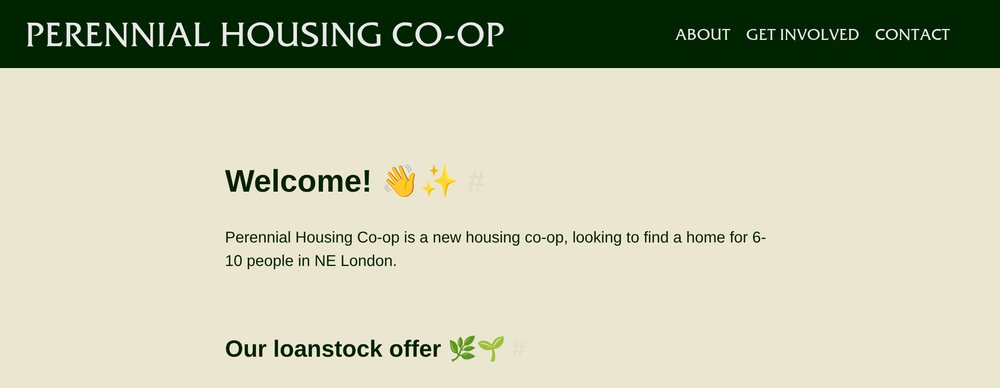 PERENNIAL HOUSING CO-OP
ABOUT GET INVOLVED CONTACT
Welcome! 👋✨ #
Perennial Housing Co-op is a new housing co-op, looking to find a home for 6-
10 people in NE London.
Our loanstock offer 🌿🌱 #